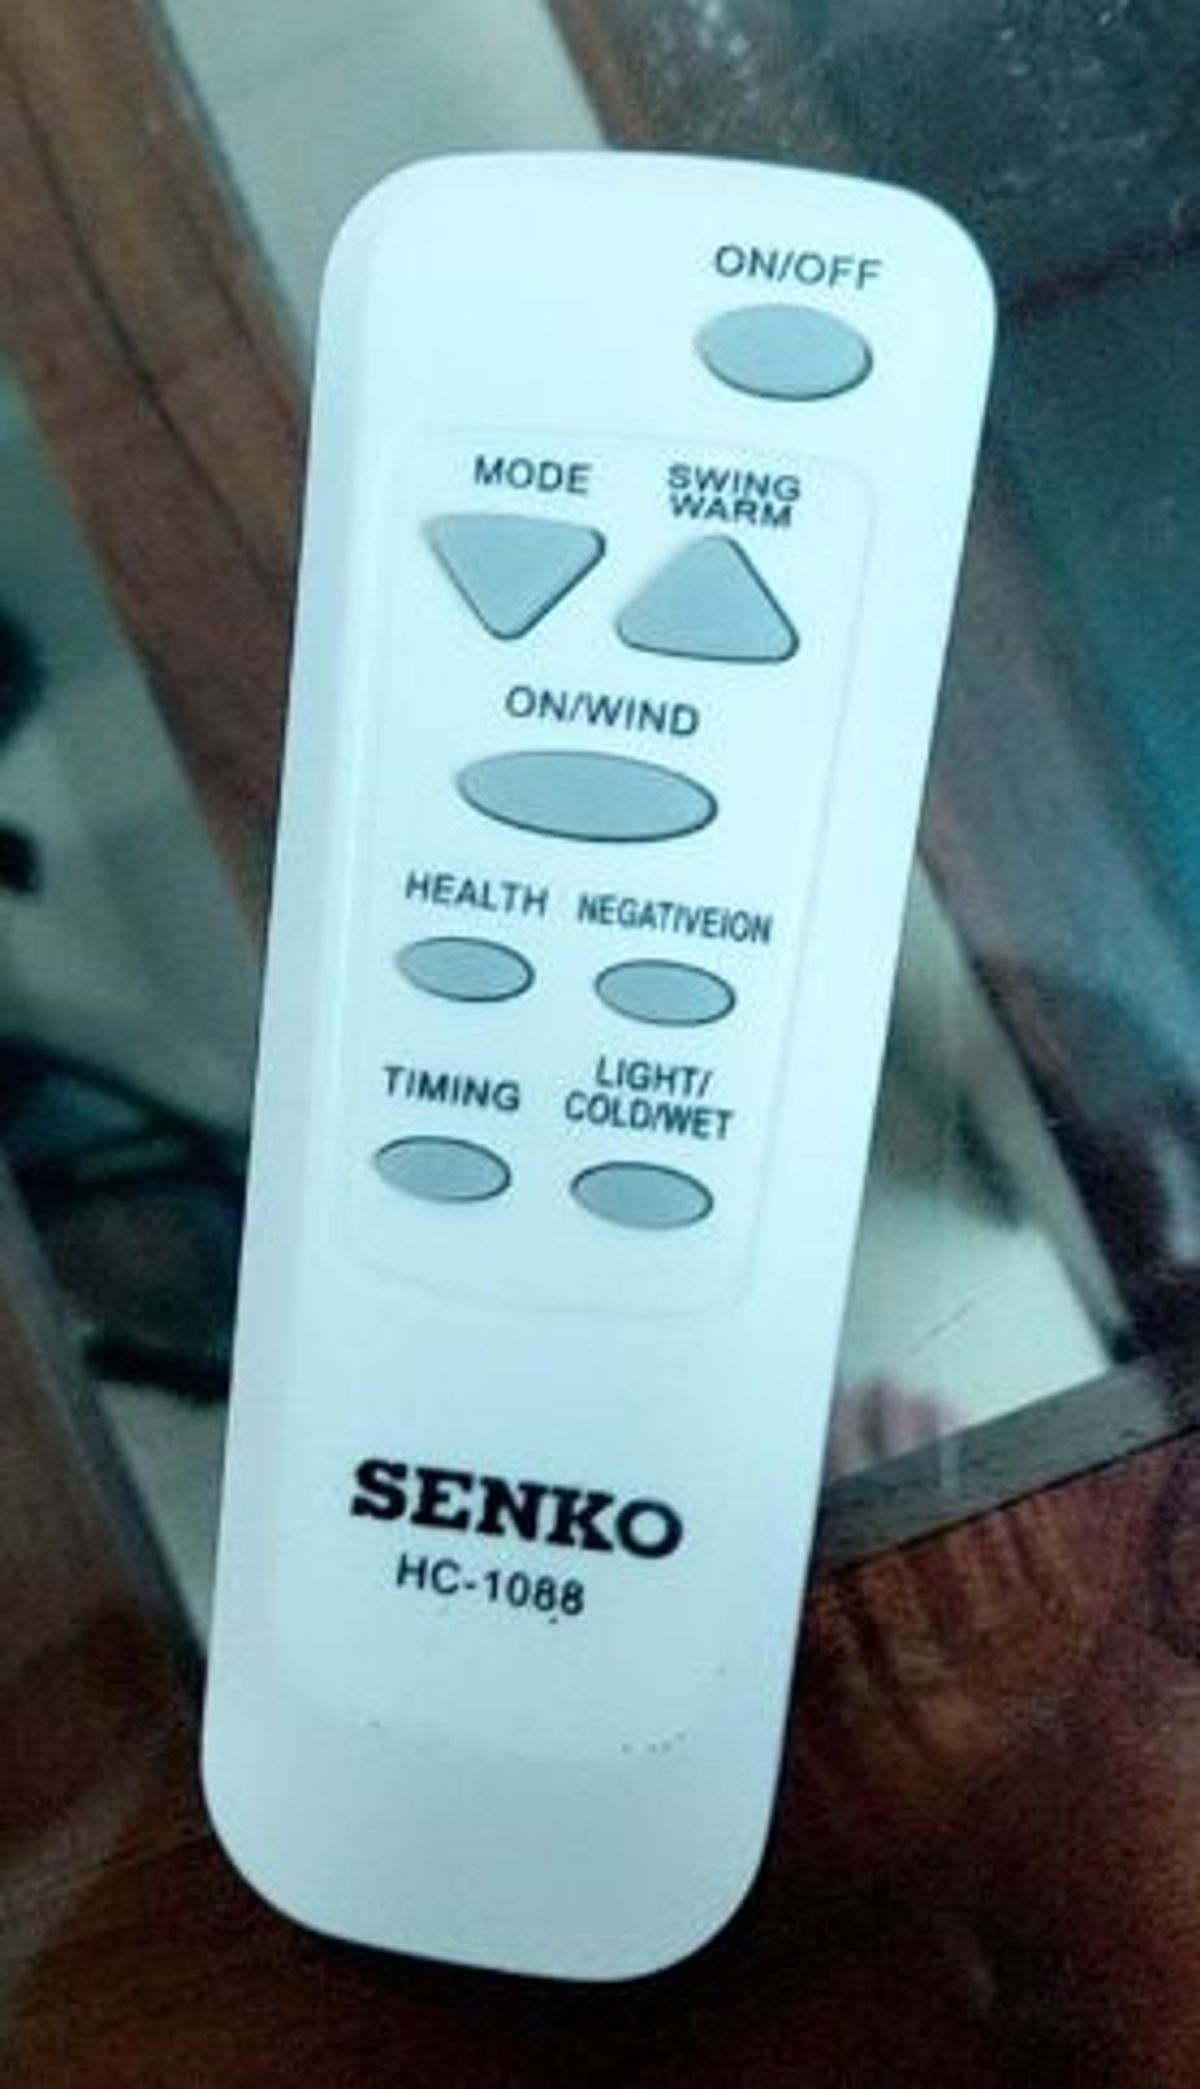 ON/OFF
MODE
SWING
WARM
ON/WIND
HEALTH
NEGATIVEION
TIMING
LIGHT/
COLD/WET
SENKO
HC-1088